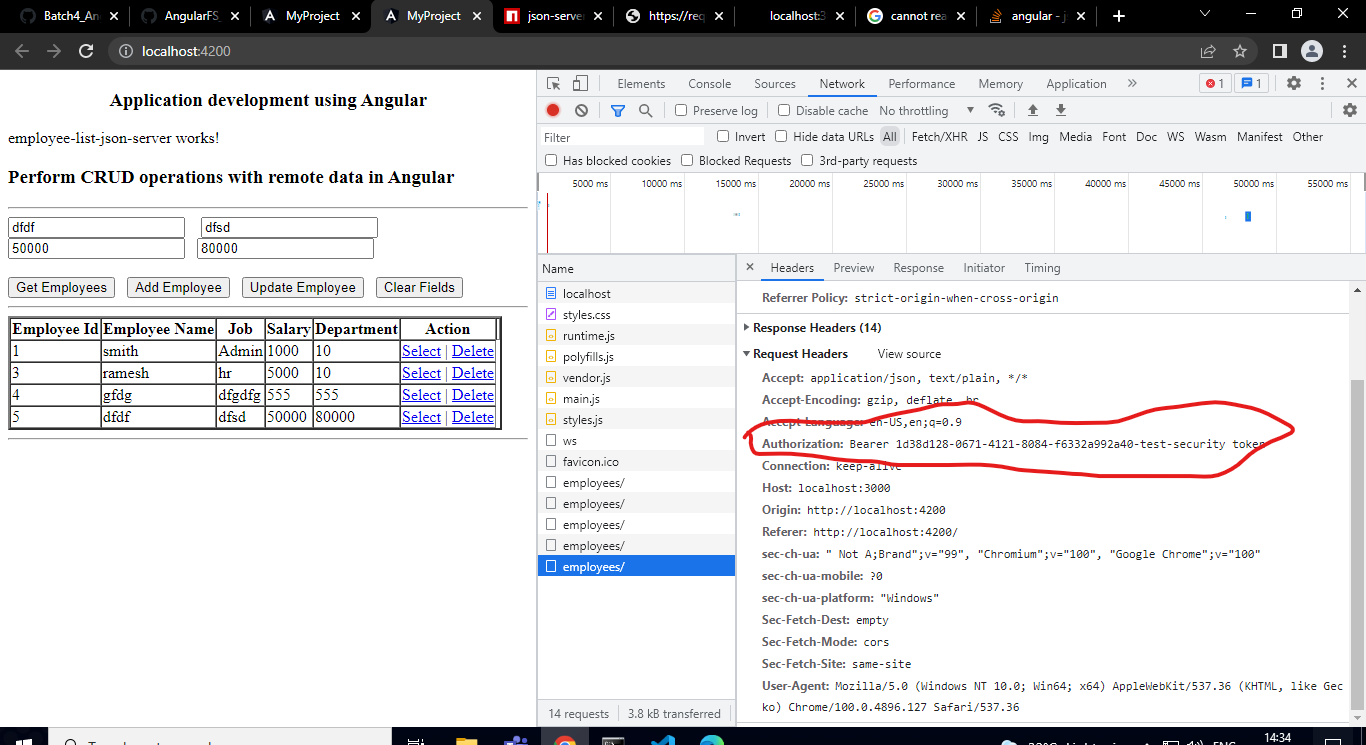 Batch4_An
AngularFS_
MyProject
MyProject
json-serve
https://req
localhost:3
cannot rea
angular - j
localhost:4200
Application development using Angular
employee-list-json-server works!
Perform CRUD operations with remote data in Angular
dfdf dfsd
50000 80000
Get Employees Add Employee Update Employee Clear Fields
Employee Id Employee Name Job Salary Department Action
1 smith Admin 1000 10 Select | Delete
3 ramesh hr 5000 10 Select | Delete
4 gfdg dfgdfg 555 555 Select | Delete
5 dfdf dfsd 50000 80000 Select | Delete
Elements Console Sources Network Performance Memory Application » 1 1
Preserve log Disable cache No throttling
Filter Invert Hide data URLs All Fetch/XHR JS CSS Img Media Font Doc WS Wasm Manifest Other
Has blocked cookies Blocked Requests 3rd-party requests
5000 ms 10000 ms 15000 ms 20000 ms 25000 ms 30000 ms 35000 ms 40000 ms 45000 ms 50000 ms 55000 ms
Name
localhost
styles.css
runtime.js
polyfills.js
vendor.js
main.js
styles.js
ws
favicon.ico
employees/
employees/
employees/
employees/
employees/
14 requests 3.8 kB transferred
Headers Preview Response Initiator Timing
Referrer Policy: strict-origin-when-cross-origin
Response Headers (14)
Request Headers View source
Accept: application/json, text/plain, */*
Accept-Encoding: gzip, deflate, br
Accept-Language: en-US,en;q=0.9
Authorization: Bearer 1d38d128-0671-4121-8084-f6332a992a40-test-security token
Connection: keep-alive
Host: localhost:3000
Origin: http://localhost:4200
Referer: http://localhost:4200/
sec-ch-ua: " Not A;Brand";v="99", "Chromium";v="100", "Google Chrome";v="100"
sec-ch-ua-mobile: ?0
sec-ch-ua-platform: "Windows"
Sec-Fetch-Dest: empty
Sec-Fetch-Mode: cors
Sec-Fetch-Site: same-site
User-Agent: Mozilla/5.0 (Windows NT 10.0; Win64; x64) AppleWebKit/537.36 (KHTML, like Gec
ko) Chrome/100.0.4896.127 Safari/537.36
14:34